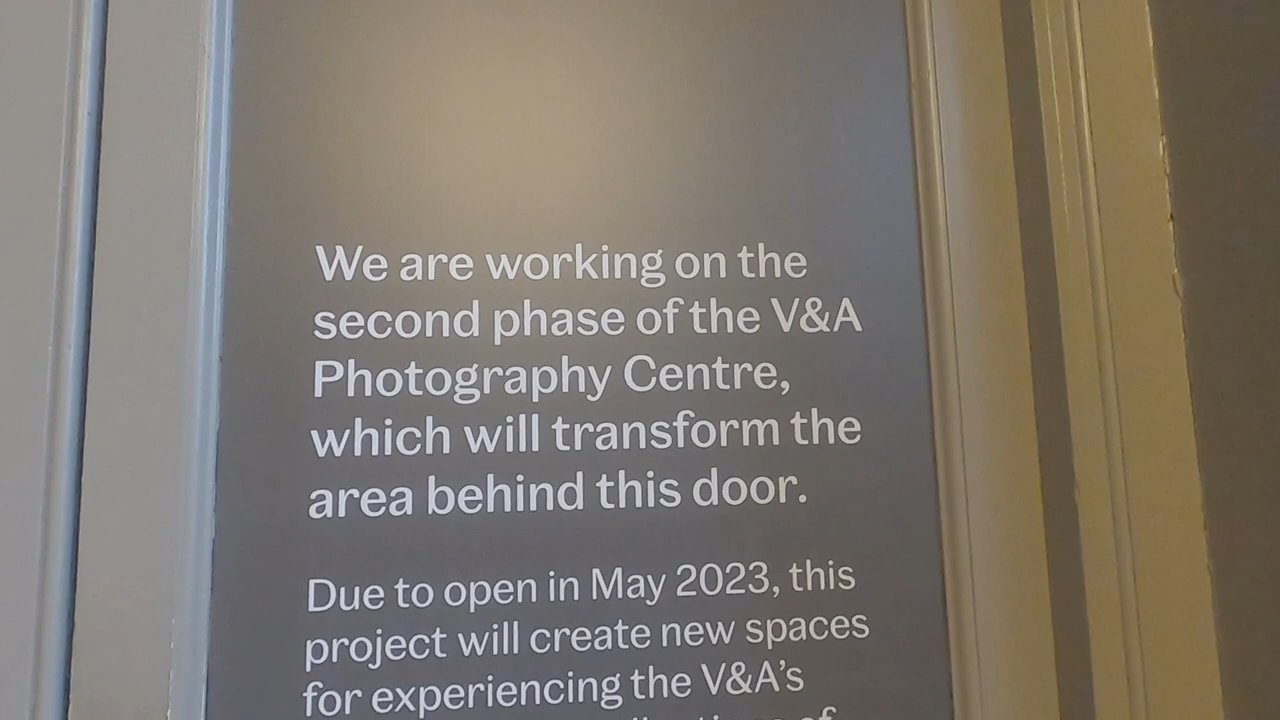 We are working on the
second phase of the V&A
Photography Centre,
which will transform the
area behind this door.
Due to open in May 2023, this
project will create new spaces
for experiencing the V&A's
of